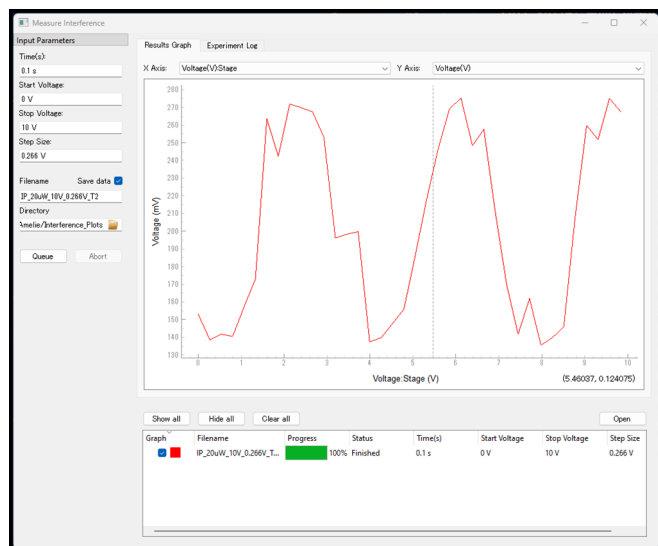 Measure Interference
Input Parameters
Time(s):
0.1 s
Start Voltage:
0 V
Stop Voltage:
10 V
Step Size:
0.266 V
Filename Save data
IP_20uW_10V_0.266V_T2
Directory
Amelie/Interference_Plots
Queue Abort
Results Graph Experiment Log
X Axis: Voltage(V):Stage Y Axis: Voltage(V)
280
270
260
250
240
230
220
210
200
190
180
170
160
150
140
130
Voltage (mV)
0 1 2 3 4 5 6 7 8 9 10
Voltage:Stage (V) (5.46037, 0.124075)
Show all Hide all Clear all Open
Graph Filename Progress Status Time(s) Start Voltage Stop Voltage Step Size
IP_20uW_10V_0.266V_T... 100% Finished 0.1 s 0 V 10 V 0.266 V